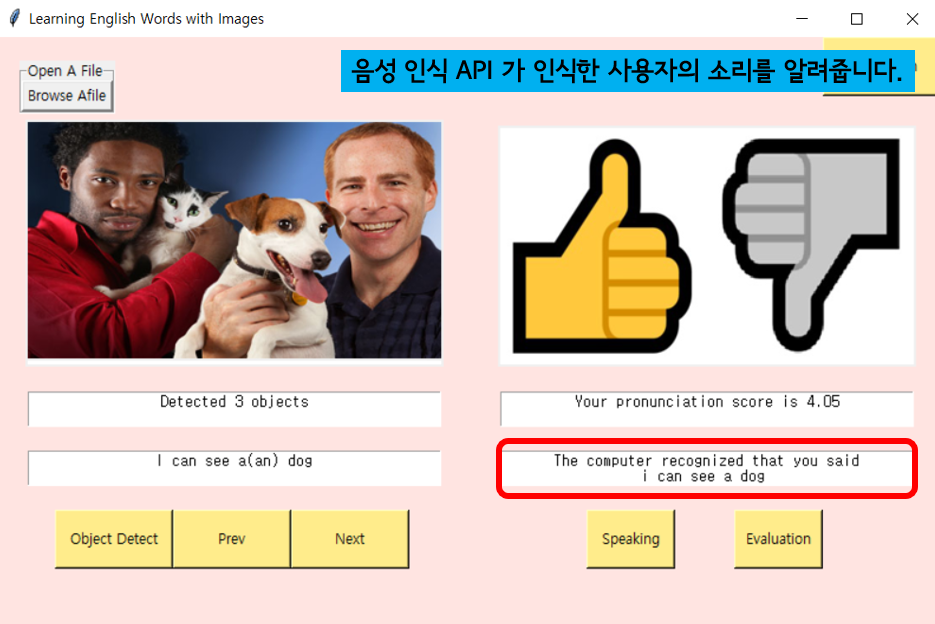 Learning English Words with Images
음성 인식 API 가 인식한 사용자의 소리를 알려줍니다.
Open A File
Browse Afile
Detected 3 objects
Your pronunciation score is 4.05
I can see a(an) dog
The computer recognized that you said
i can see a dog
Object Detect
Prev
Next
Speaking
Evaluation